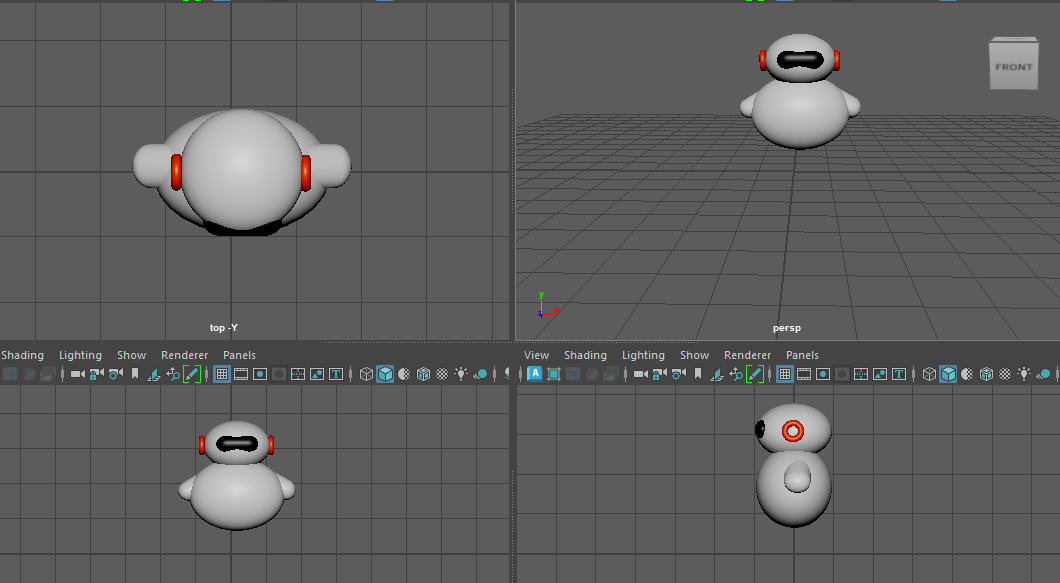 FRONT
y
top -Y
persp
Shading Lighting Show Renderer Panels
View Shading Lighting Show Renderer Panels
T
A
T